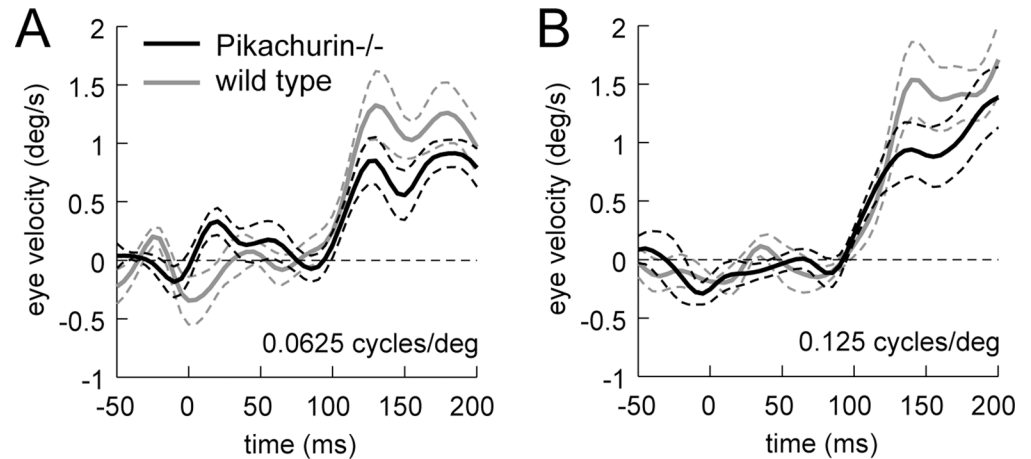 A
B
Pikachurin-/-
wild type
eye velocity (deg/s)
2
1.5
1
0.5
0
-0.5
-1
0.0625 cycles/deg
-50
0
50
100
150
200
time (ms)
eye velocity (deg/s)
2
1.5
1
0.5
0
-0.5
-1
0.125 cycles/deg
-50
0
50
100
150
200
time (ms)